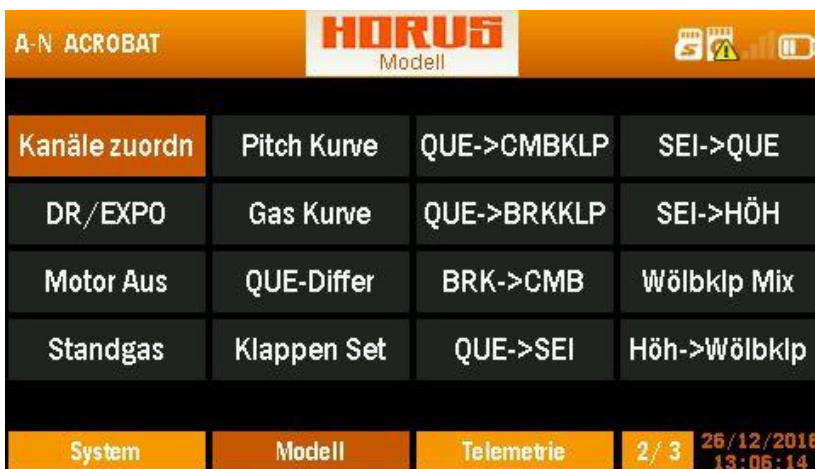 A-N ACROBAT
HORUS
Modell
Kanäle zuordn Pitch Kurve QUE->CMBKLP SEI->QUE
DR/EXPO Gas Kurve QUE->BRKKLP SEI->HÖH
Motor Aus QUE-Differ BRK->CMB Wölbklp Mix
Standgas Klappen Set QUE->SEI Höh->Wölbklp
System Modell Telemetrie 2/ 3 26/12/2016
13:06:14